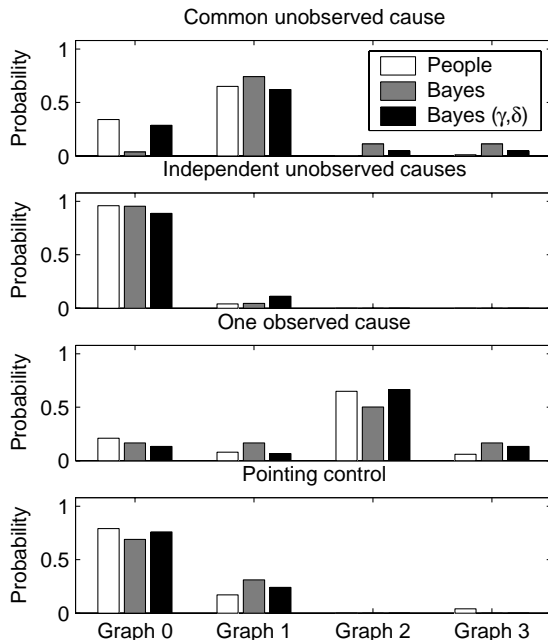 Common unobserved cause
Probability
1
0.5
0
People
Bayes
Bayes (γ,δ)
Independent unobserved causes
Probability
1
0.5
0
One observed cause
Probability
1
0.5
0
Pointing control
Probability
1
0.5
0
Graph 0 Graph 1 Graph 2 Graph 3